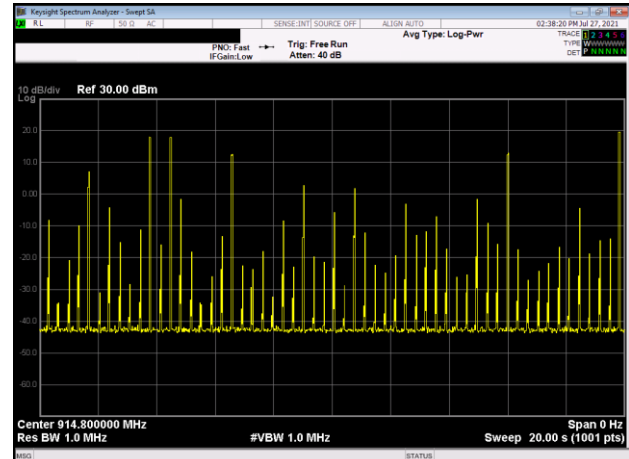 Keysight Spectrum Analyzer - Swept SA
LXI RL RF 50 Ω AC SENSE:INT SOURCE OFF ALIGN AUTO 02:38:20 PM Jul 27, 2021
Avg Type: Log-Pwr TRACE 1 2 3 4 5 6
PNO: Fast Trig: Free Run TYPE WWWWWW
IFGain:Low Atten: 40 dB DET P NNNNN
10 dB/div Ref 30.00 dBm
Log
20.0
10.0
0.00
-10.0
-20.0
-30.0
-40.0
-50.0
-60.0
Center 914.800000 MHz Span 0 Hz
Res BW 1.0 MHz #VBW 1.0 MHz Sweep 20.00 s (1001 pts)
MSG STATUS